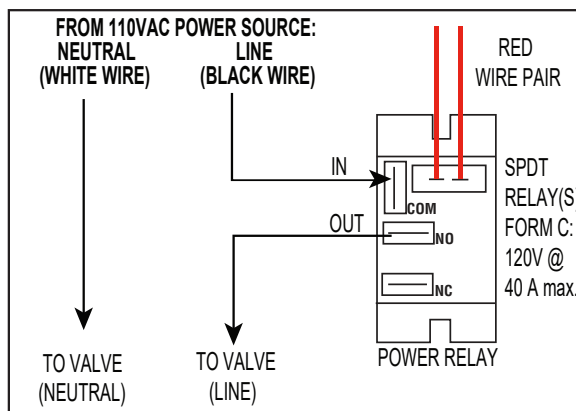 FROM 110VAC POWER SOURCE:
NEUTRAL
(WHITE WIRE)
LINE
(BLACK WIRE)
RED
WIRE PAIR
IN
COM
OUT
NO
NC
SPDT
RELAY(S)
FORM C:
120V @
40 A max.
TO VALVE
(NEUTRAL)
TO VALVE
(LINE)
POWER RELAY